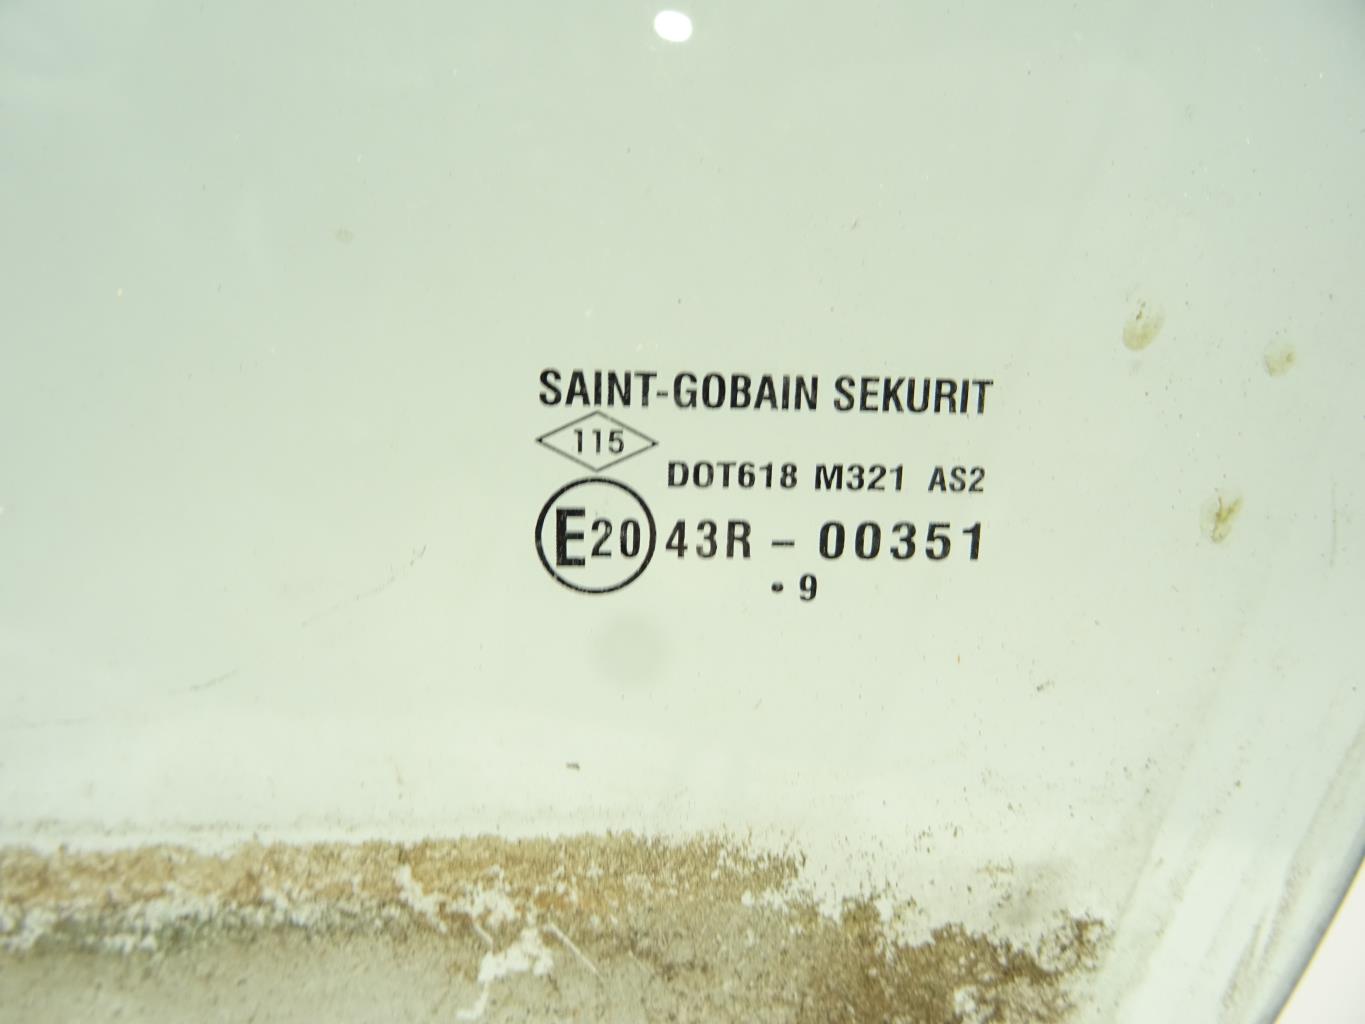 SAINT-GOBAIN SEKURIT
115
DOT618 M321 AS2
E20 43R - 00351
• 9